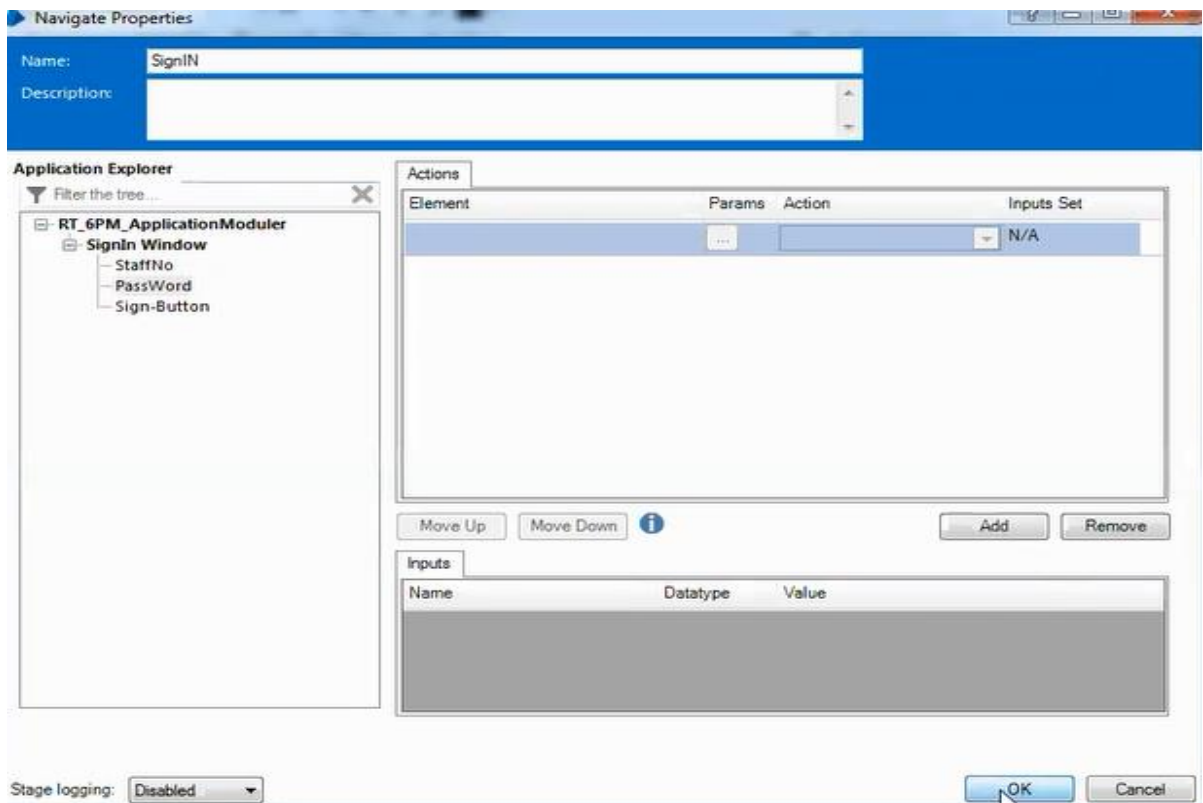 Navigate Properties
Name: SignIN
Description:
Application Explorer
Filter the tree...
RT_6PM_ApplicationModuler
SignIn Window
StaffNo
PassWord
Sign-Button
Actions
Element Params Action Inputs Set
... N/A
Move Up Move Down Add Remove
Inputs
Name Datatype Value
Stage logging: Disabled OK Cancel